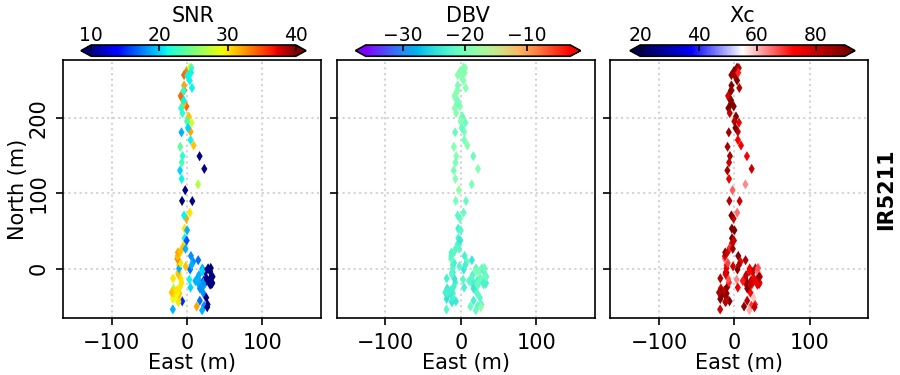 SNR DBV Xc
10 20 30 40 −30 −20 −10 20 40 60 80
North (m)
200
100
0
IR5211
−100 0 100 −100 0 100 −100 0 100
East (m) East (m) East (m)